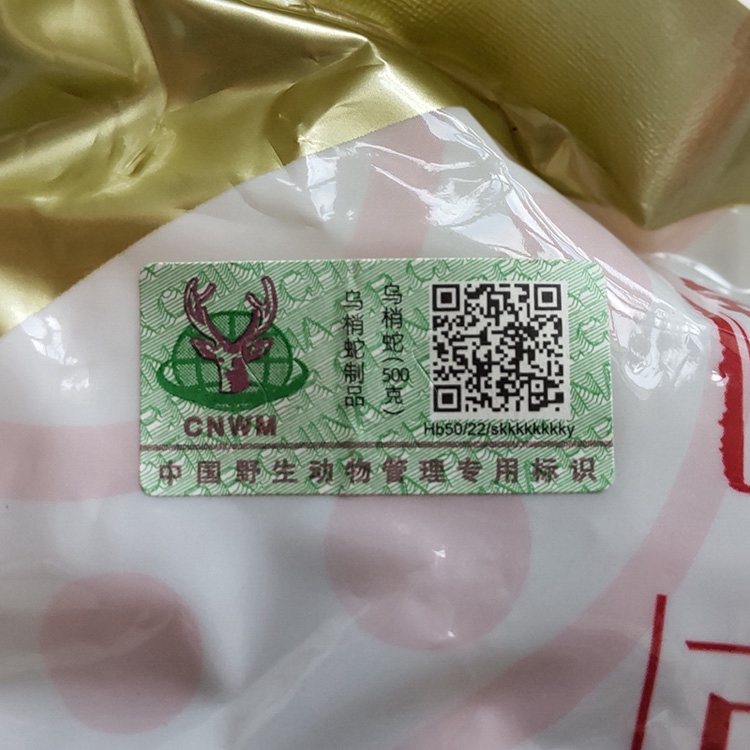 乌梢蛇制品
乌梢蛇（500克）
CNWM
Hb50/22/skkkkkkkky
中国野生动物管理专用标识